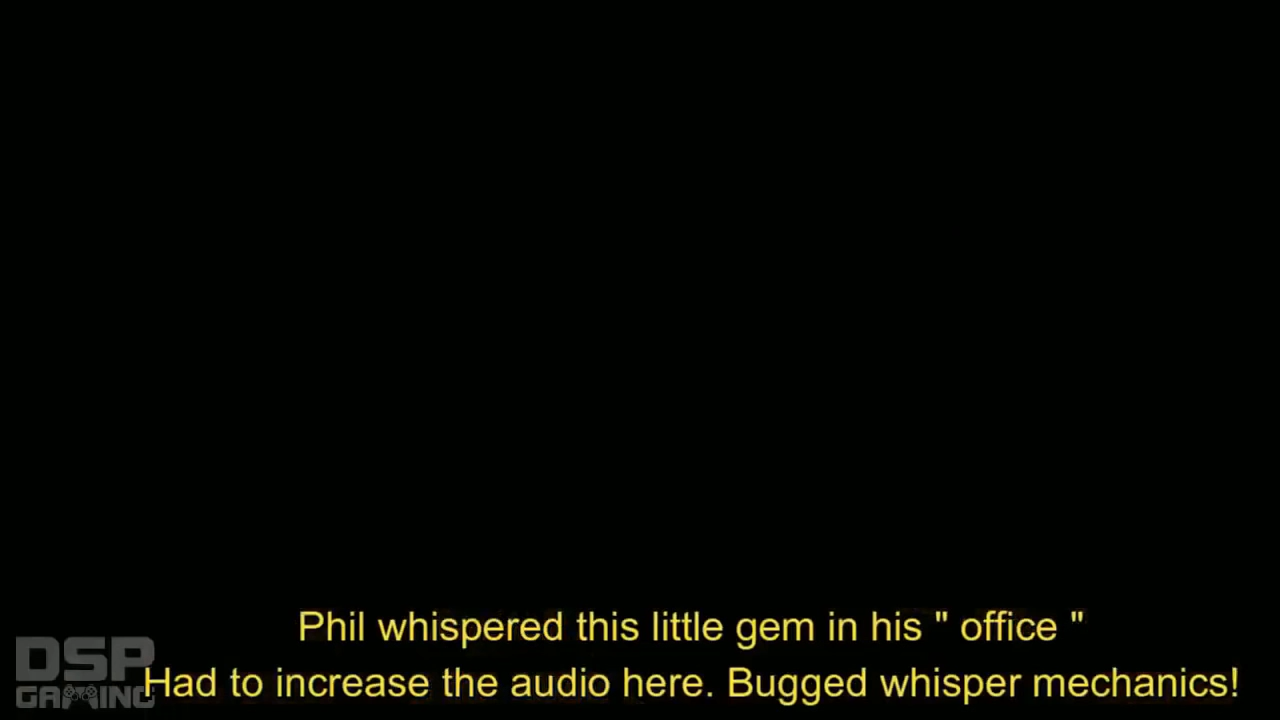 Phil whispered this little gem in his " office "
Had to increase the audio here. Bugged whisper mechanics!
DSP
GAMING